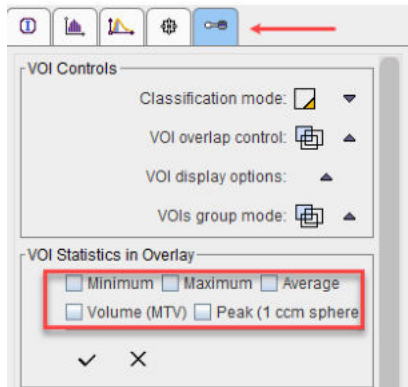 VOI Controls
Classification mode:
VOI overlap control:
VOI display options:
VOIs group mode:
VOI Statistics in Overlay
Minimum Maximum Average
Volume (MTV) Peak (1 ccm sphere